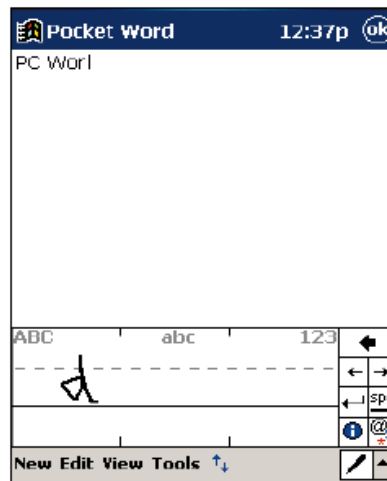 Pocket Word 12:37p ok
PC Worl
ABC abc 123
sp
@
*
New Edit View Tools